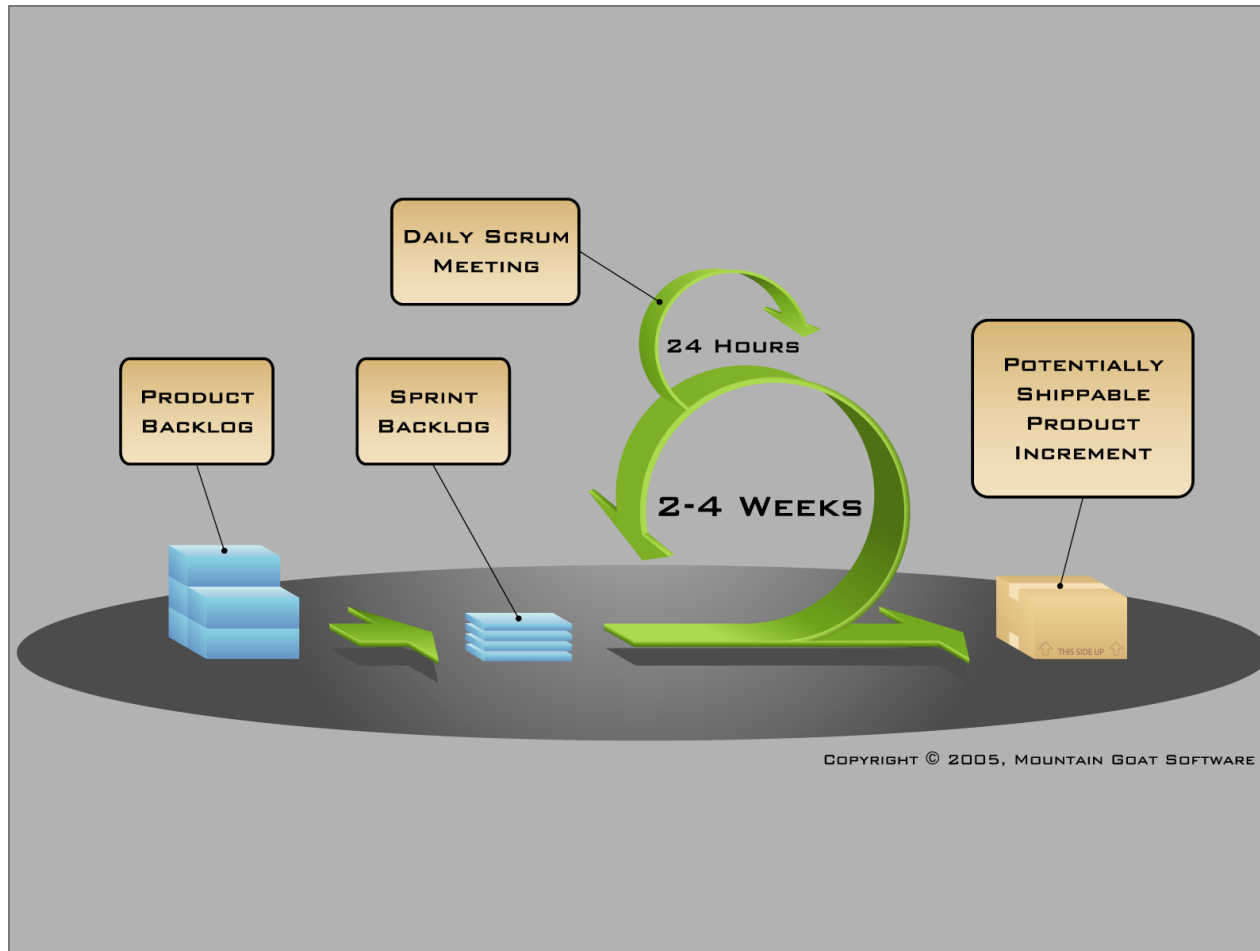 Daily Scrum
Meeting
24 Hours
Product
Backlog
Sprint
Backlog
Potentially
Shippable
Product
Increment
2-4 Weeks
THIS SIDE UP
Copyright © 2005, Mountain Goat Software